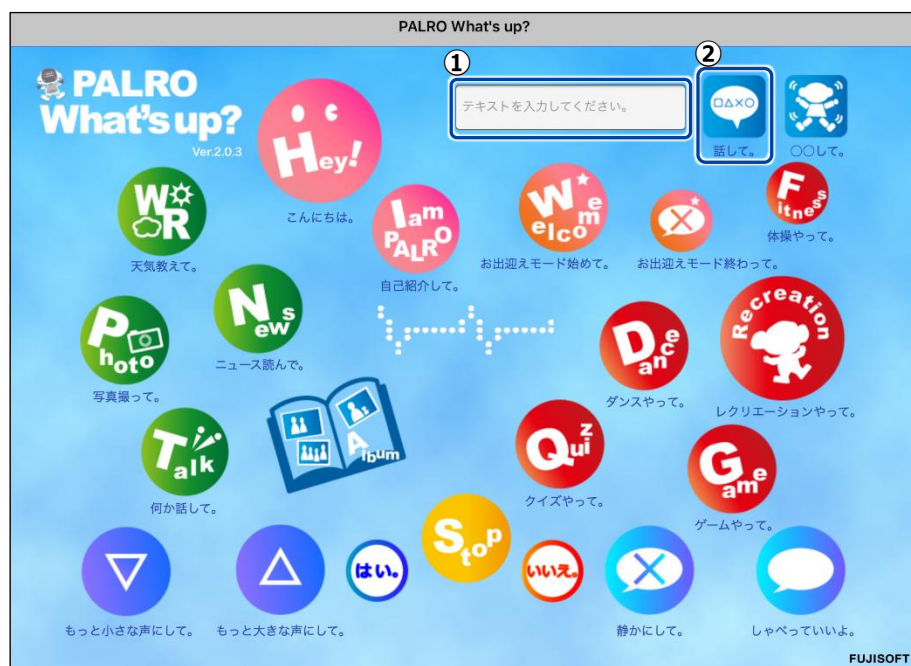 PALRO What's up?
①
②
PALRO
What's up?
Ver.2.0.3
Hey!
こんにちは。
テキストを入力してください。
□△×○
話して。
○○して。
WR
天気教えて。
I am PALRO
自己紹介して。
Welcome
お出迎えモード始めて。
お出迎えモード終わって。
Fitness
体操やって。
Photo
写真撮って。
News
ニュース読んで。
Dance
ダンスやって。
Recreation
レクリエーションやって。
Talk
何か話して。
Album
Quiz
クイズやって。
Game
ゲームやって。
もっと小さな声にして。
もっと大きな声にして。
はい。
Stop
いいえ。
静かにして。
しゃべっていいよ。
FUJISOFT